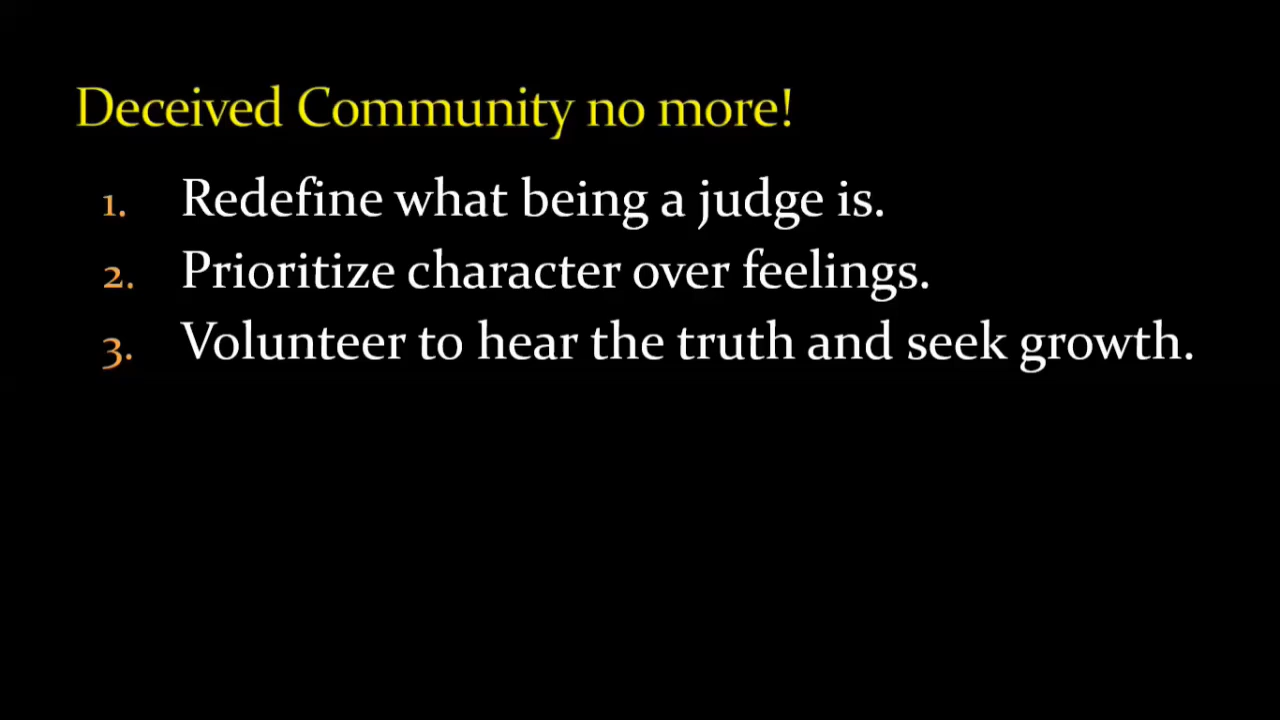 Deceived Community no more!
1. Redefine what being a judge is.
2. Prioritize character over feelings.
3. Volunteer to hear the truth and seek growth.